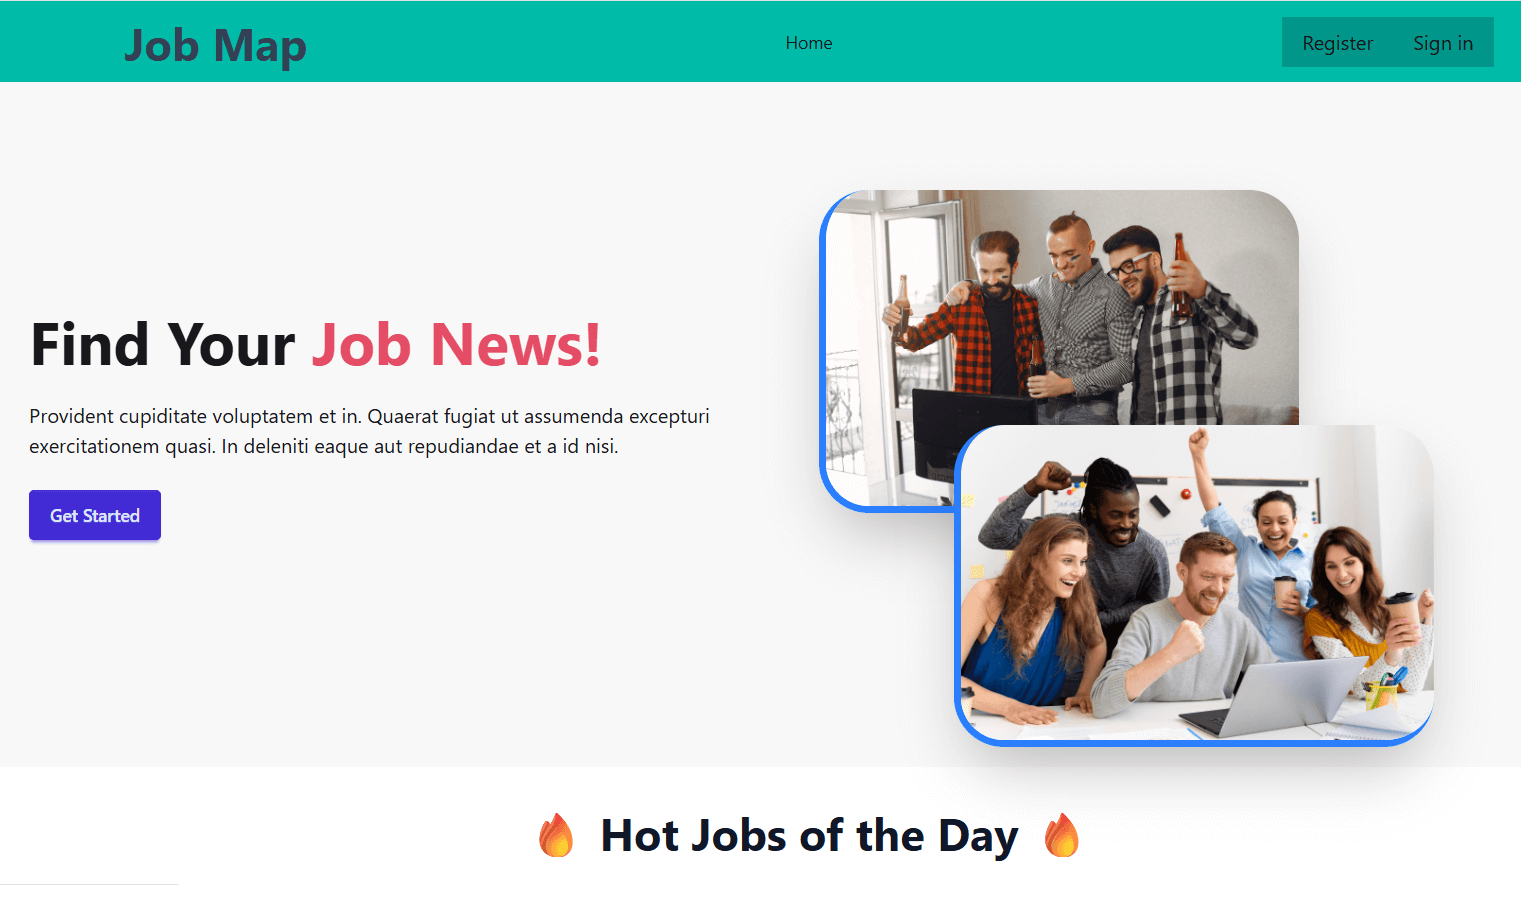 Job Map
Home
Register
Sign in
Find Your Job News!
Provident cupiditate voluptatem et in. Quaerat fugiat ut assumenda excepturi
exercitationem quasi. In deleniti eaque aut repudiandae et a id nisi.
Get Started
Hot Jobs of the Day